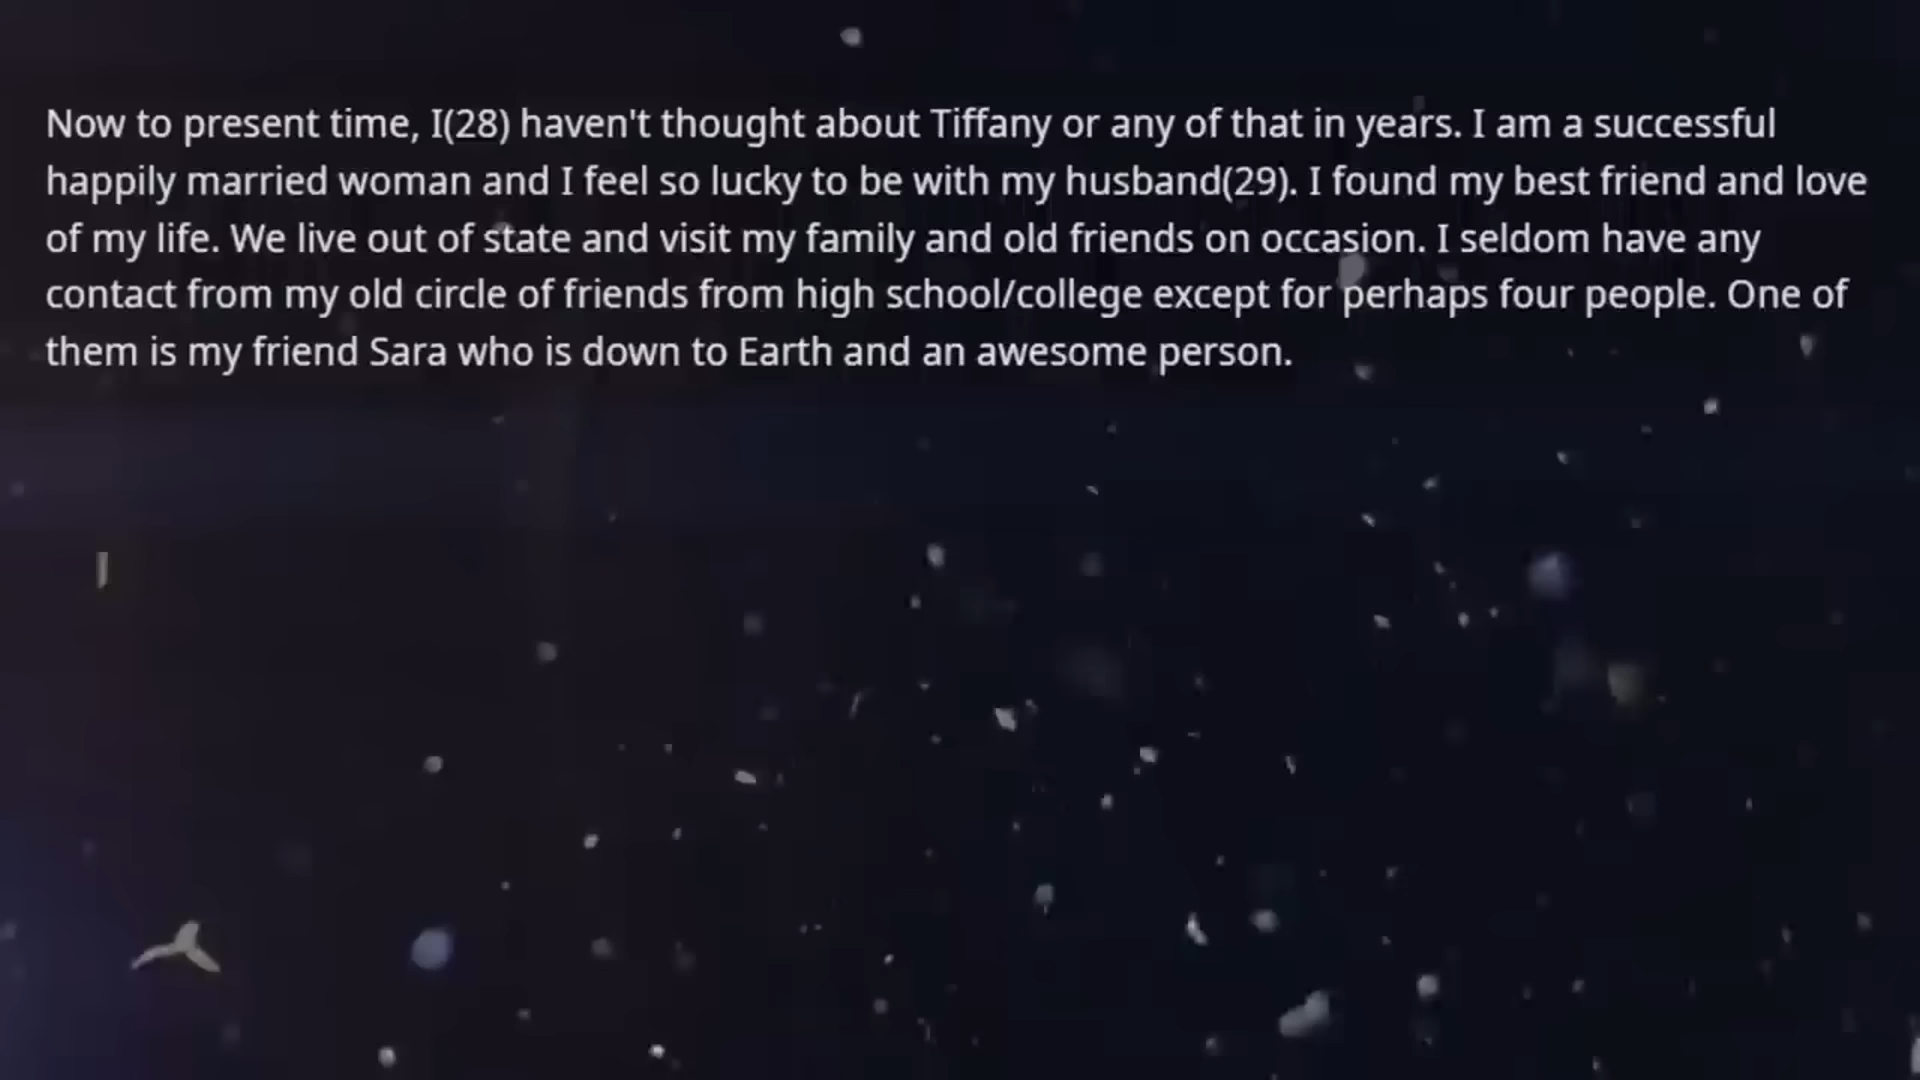 Now to present time, I(28) haven't thought about Tiffany or any of that in years. I am a successful
happily married woman and I feel so lucky to be with my husband(29). I found my best friend and love
of my life. We live out of state and visit my family and old friends on occasion. I seldom have any
contact from my old circle of friends from high school/college except for perhaps four people. One of
them is my friend Sara who is down to Earth and an awesome person.